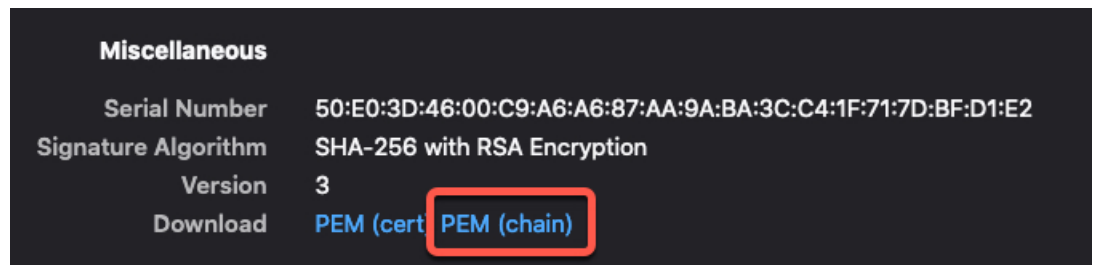 Miscellaneous
Serial Number 50:E0:3D:46:00:C9:A6:A6:87:AA:9A:BA:3C:C4:1F:71:7D:BF:D1:E2
Signature Algorithm SHA-256 with RSA Encryption
Version 3
Download PEM (cert) PEM (chain)